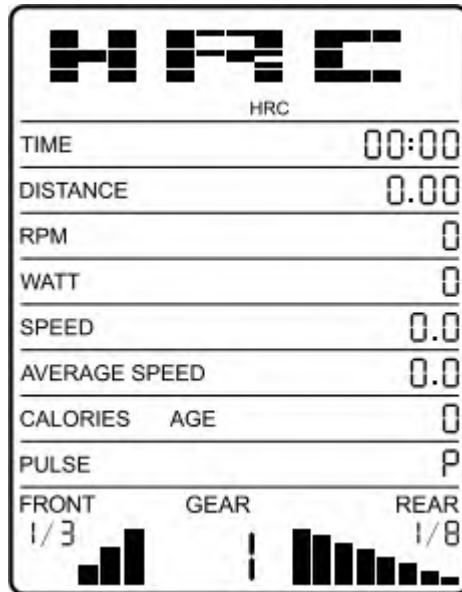 HRC
HRC
TIME 00:00
DISTANCE 0.00
RPM 0
WATT 0
SPEED 0.0
AVERAGE SPEED 0.0
CALORIES AGE 0
PULSE P
FRONT GEAR REAR
1/3 1 1/8